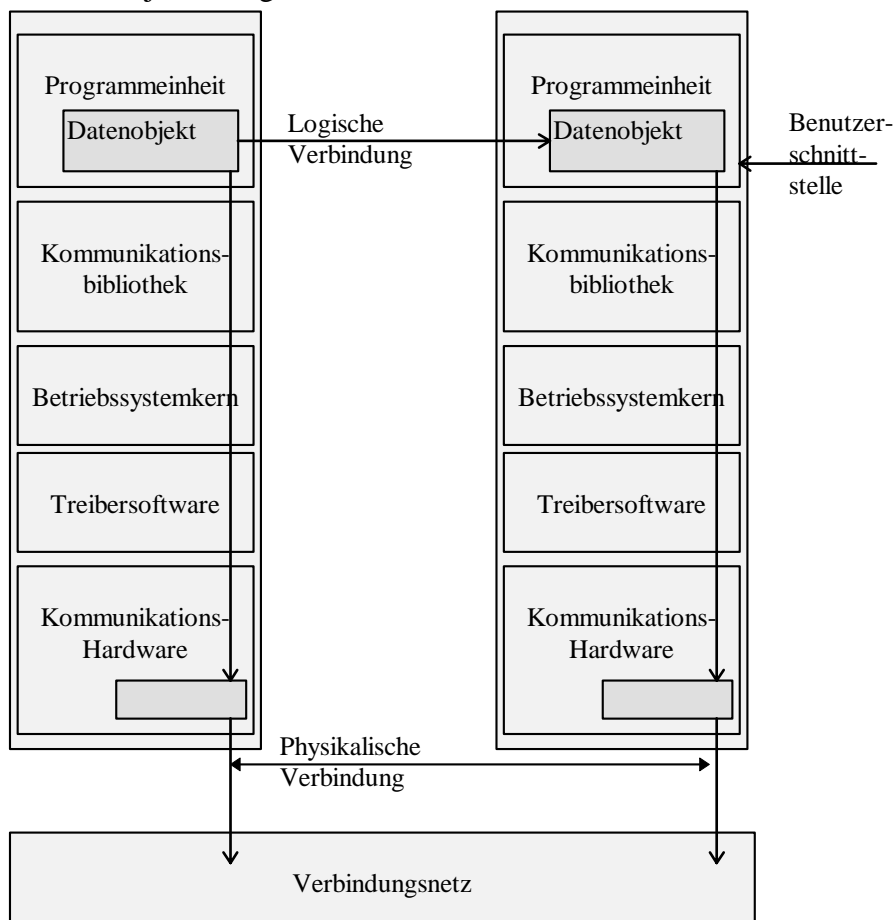 Programmeinheit
Datenobjekt
Kommunikations-
bibliothek
Betriebssystemkern
Treibersoftware
Kommunikations-
Hardware
Logische
Verbindung
Programmeinheit
Datenobjekt
Kommunikations-
bibliothek
Betriebssystemkern
Treibersoftware
Kommunikations-
Hardware
Benutzer-
schnitt-
stelle
Physikalische
Verbindung
Verbindungsnetz